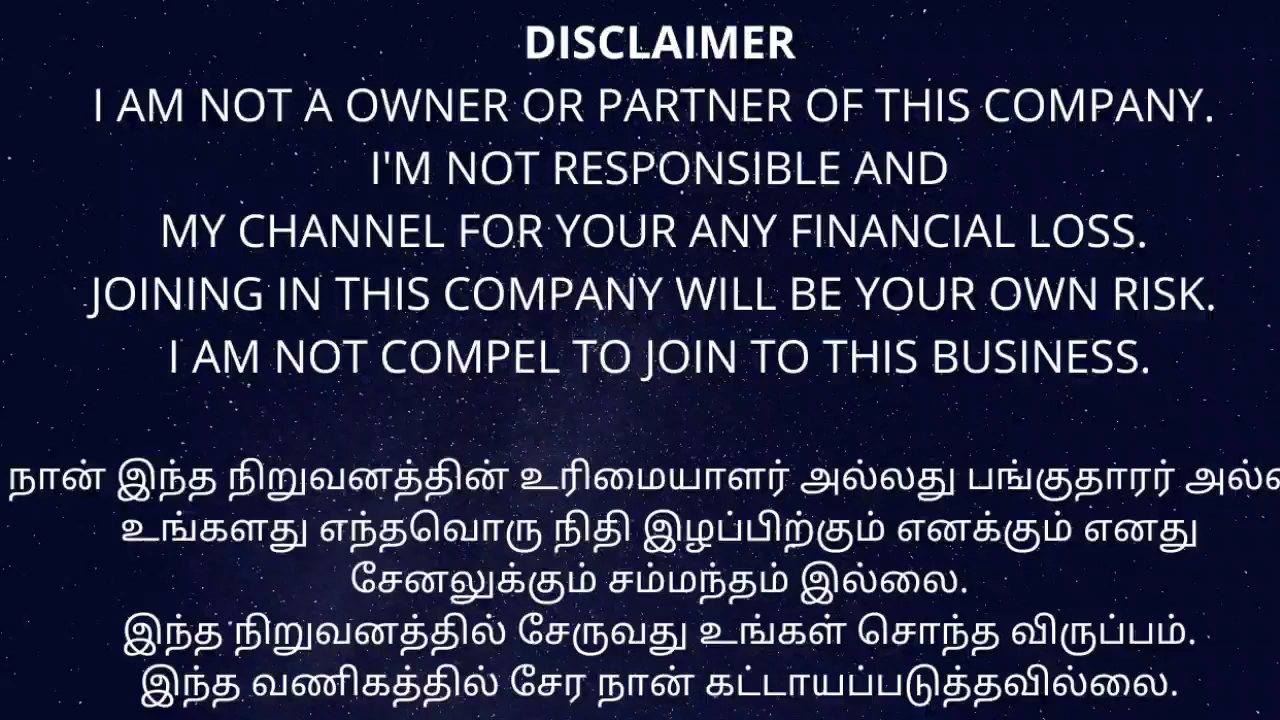 DISCLAIMER
I AM NOT A OWNER OR PARTNER OF THIS COMPANY.
I'M NOT RESPONSIBLE AND
MY CHANNEL FOR YOUR ANY FINANCIAL LOSS.
JOINING IN THIS COMPANY WILL BE YOUR OWN RISK.
I AM NOT COMPEL TO JOIN TO THIS BUSINESS.
நான் இந்த நிறுவனத்தின் உரிமையாளர் அல்லது பங்குதாரர்
உங்களது எந்தவொரு நிதி இழப்பிற்கும் எனக்கும் எனது
சேனலுக்கும் சம்மந்தம் இல்லை.
இந்த நிறுவனத்தில் சேருவது உங்கள் சொந்த விருப்பம்.
இந்த வணிகத்தில் சேர நான் கட்டாயப்படுத்தவில்லை.